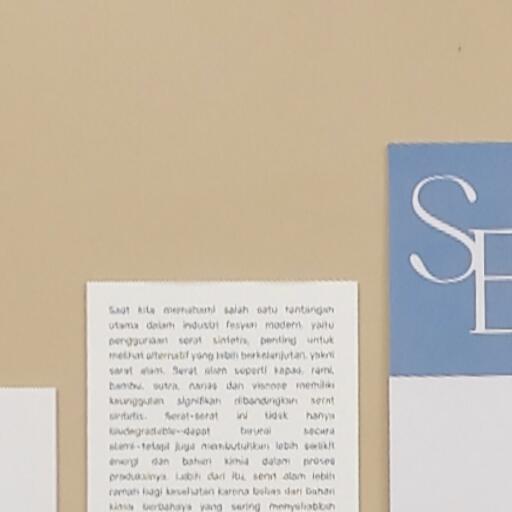 Saat kita memahami salah satu tantangan
utama dalam industri fesyen modern, yaitu
penggunaan serat sintetis, penting untuk
melihat alternatif yang lebih berkelanjutan, yakni
serat alam. Serat alam seperti kapas, rami,
bambu, sutra, nanas dan viscose memiliki
keunggulan signifikan dibandingkan serat
sintetis. Serat-serat ini tidak hanya
biodegradable-dapat terurai secara
alami-tetapi juga membutuhkan lebih sedikit
energi dan bahan kimia dalam proses
produksinya. Lebih dari itu, serat alam lebih
ramah bagi kesehatan karena bebas dari bahan
kimia berbahaya yang sering menyebabkan
SE